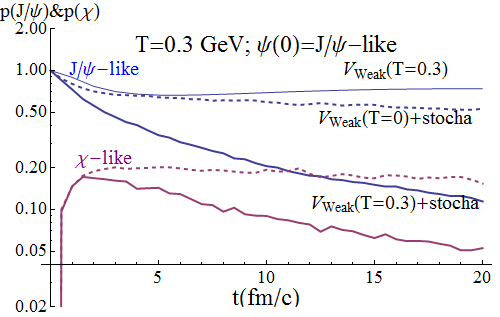 p(J/ψ)&p(χ)
2.00
T=0.3 GeV; ψ(0)=J/ψ-like
1.00
J/ψ-like
V_Weak(T=0.3)
0.50
V_Weak(T=0)+stocha
χ-like
0.20
V_Weak(T=0.3)+stocha
0.10
0.05
5 10 15 20
t(fm/c)
0.02